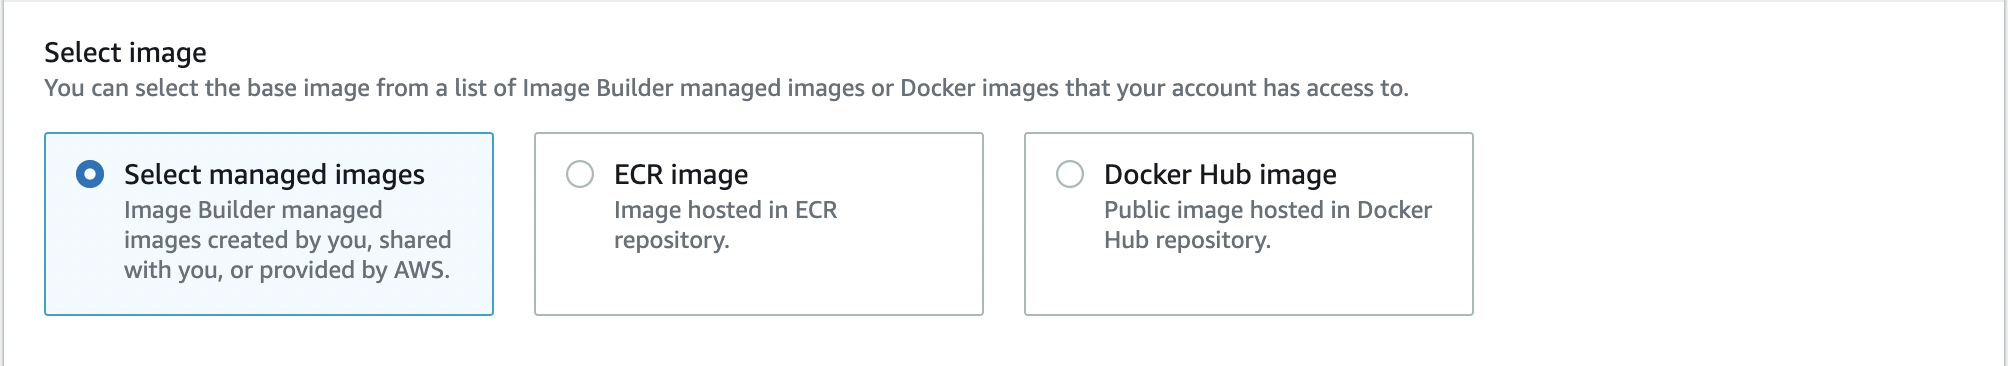 Select image
You can select the base image from a list of Image Builder managed images or Docker images that your account has access to.
Select managed images
Image Builder managed
images created by you, shared
with you, or provided by AWS.
ECR image
Image hosted in ECR
repository.
Docker Hub image
Public image hosted in Docker
Hub repository.